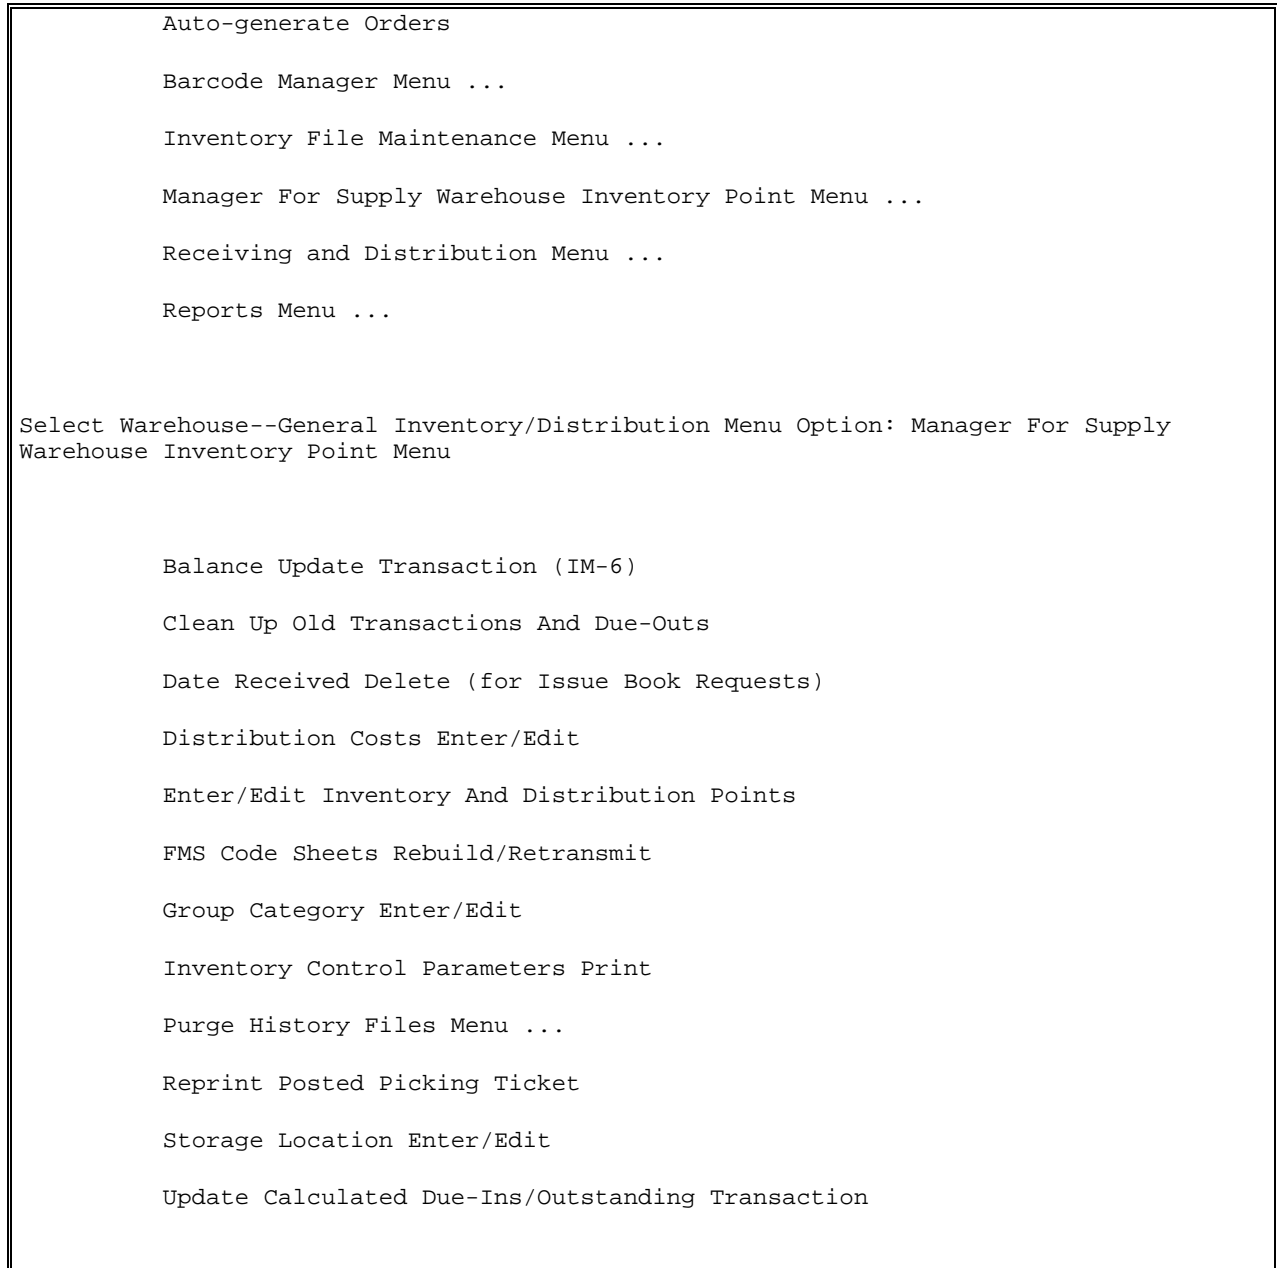 Auto-generate Orders
Barcode Manager Menu ...
Inventory File Maintenance Menu ...
Manager For Supply Warehouse Inventory Point Menu ...
Receiving and Distribution Menu ...
Reports Menu ...
Select Warehouse--General Inventory/Distribution Menu Option: Manager For Supply
Warehouse Inventory Point Menu
Balance Update Transaction (IM-6)
Clean Up Old Transactions And Due-Outs
Date Received Delete (for Issue Book Requests)
Distribution Costs Enter/Edit
Enter/Edit Inventory And Distribution Points
FMS Code Sheets Rebuild/Retransmit
Group Category Enter/Edit
Inventory Control Parameters Print
Purge History Files Menu ...
Reprint Posted Picking Ticket
Storage Location Enter/Edit
Update Calculated Due-Ins/Outstanding Transaction